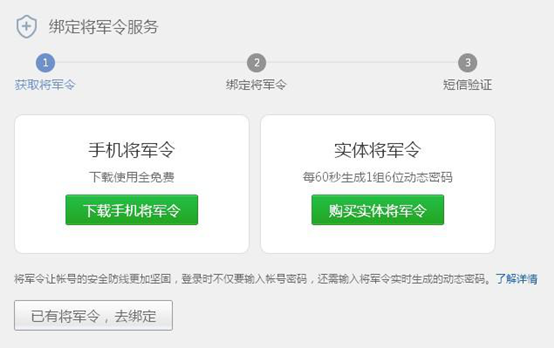 绑定将军令服务
1 2 3
获取将军令 绑定将军令 短信验证
手机将军令
下载使用全免费
下载手机将军令
实体将军令
每60秒生成1组6位动态密码
购买实体将军令
将军令让帐号的安全防线更加坚固，登录时不仅要输入帐号密码，还需输入将军令实时生成的动态密码。了解详情
已有将军令，去绑定